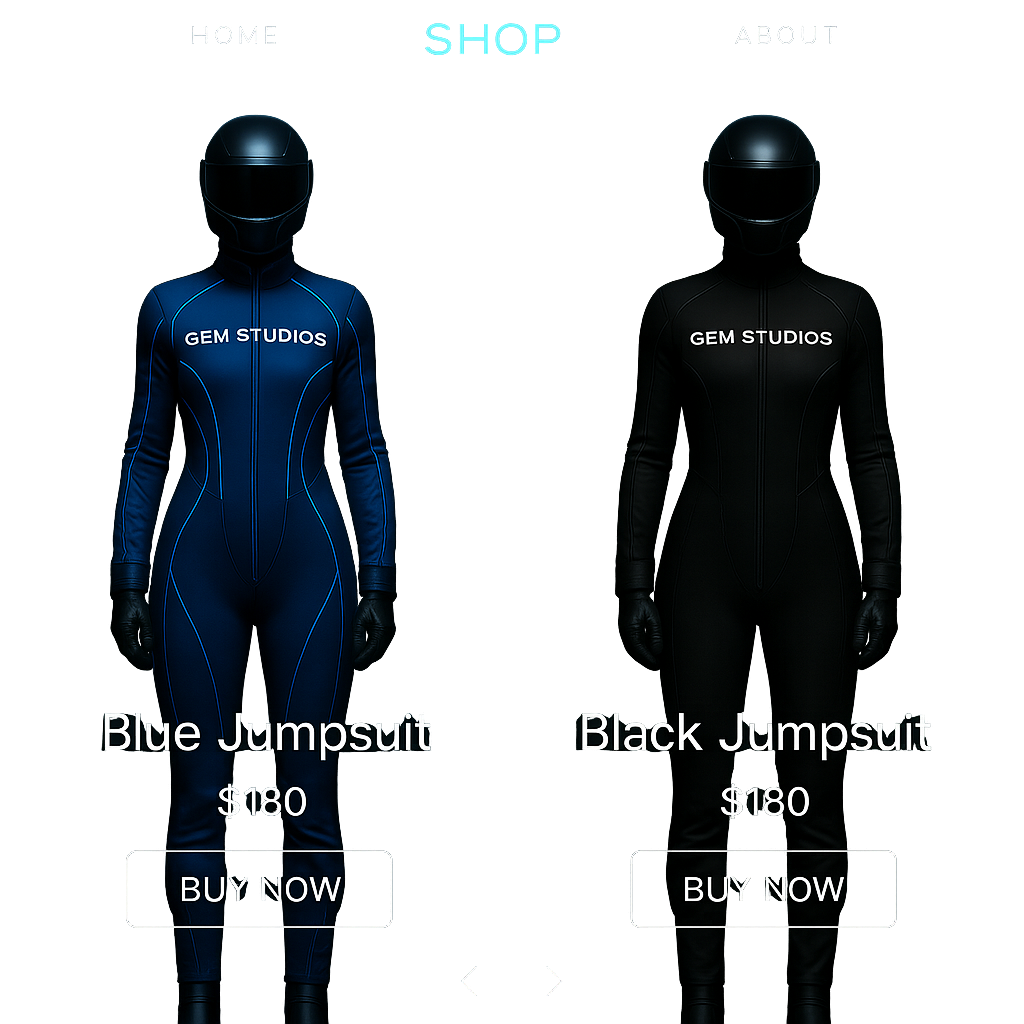 HOME SHOP ABOUT
GEM STUDIOS
GEM STUDIOS
Blue Jumpsuit
Black Jumpsuit
$180
$180
BUY NOW
BUY NOW